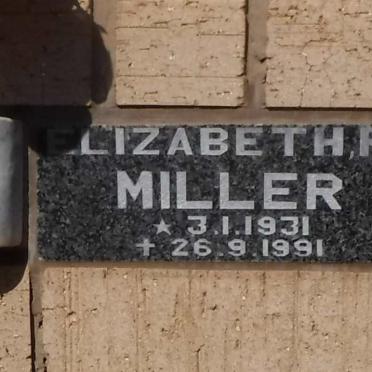 ELIZABETH,
MILLER
★ 3.1.1931
✝ 26.9.1991